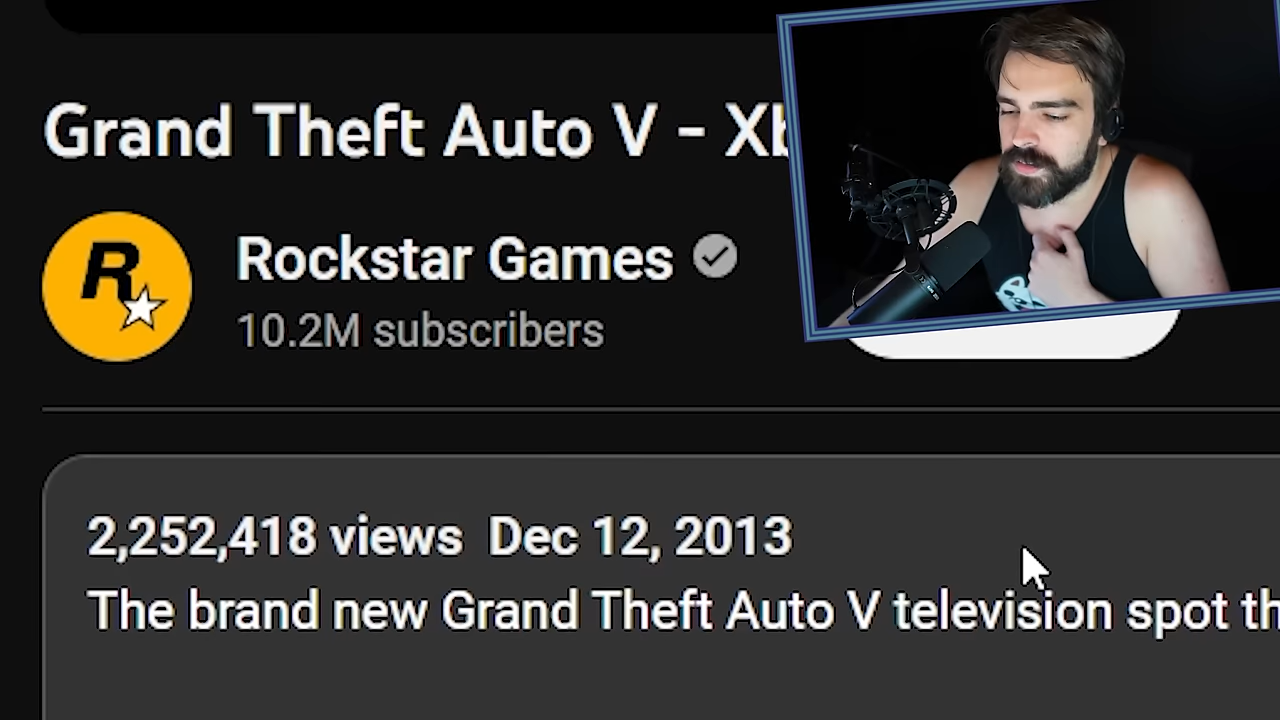 Grand Theft Auto V - Xb
R
Rockstar Games
10.2M subscribers
2,252,418 views Dec 12, 2013
The brand new Grand Theft Auto V television spot th